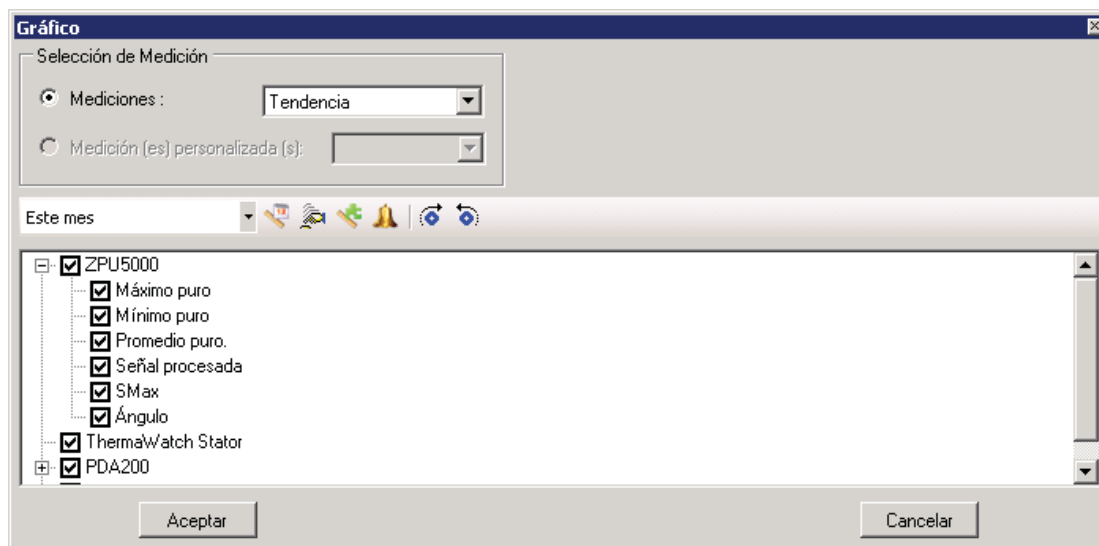 Gráfico
Selección de Medición
Mediciones :
Tendencia
Medición (es) personalizada (s):
Este mes
ZPU5000
Máximo puro
Mínimo puro
Promedio puro.
Señal procesada
SMax
Ángulo
ThermaWatch Stator
PDA200
Aceptar
Cancelar